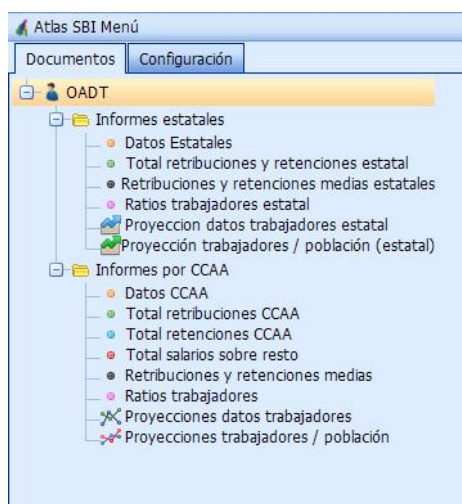 Atlas SBI Menú
Documentos Configuración
OADT
Informes estatales
Datos Estatales
Total retribuciones y retenciones estatal
Retribuciones y retenciones medias estatales
Ratios trabajadores estatal
Proyeccion datos trabajadores estatal
Proyección trabajadores / población (estatal)
Informes por CCAA
Datos CCAA
Total retribuciones CCAA
Total retenciones CCAA
Total salarios sobre resto
Retribuciones y retenciones medias
Ratios trabajadores
Proyecciones datos trabajadores
Proyecciones trabajadores / población